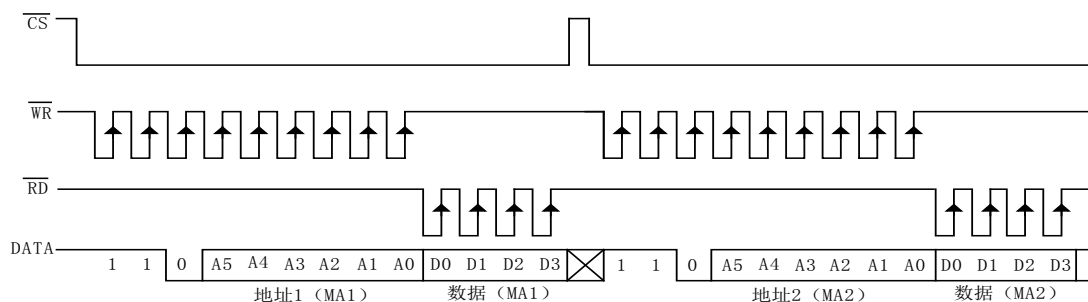 CS
WR
RD
DATA 1 1 0 A5 A4 A3 A2 A1 A0 D0 D1 D2 D3 1 1 0 A5 A4 A3 A2 A1 A0 D0 D1 D2 D3
地址1（MA1） 数据（MA1） 地址2（MA2） 数据（MA2）